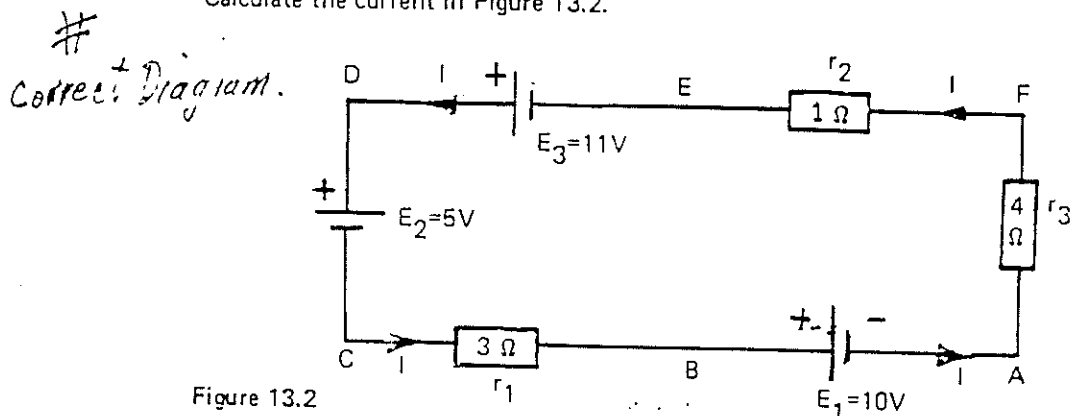 Calculate the current in Figure 13.2.
#
Correct Diagram.
D I + E r2 I F
1 Ω
E3=11V
+
E2=5V
4 Ω r3
+ -
C I 3 Ω B I A
r1
E1=10V
Figure 13.2